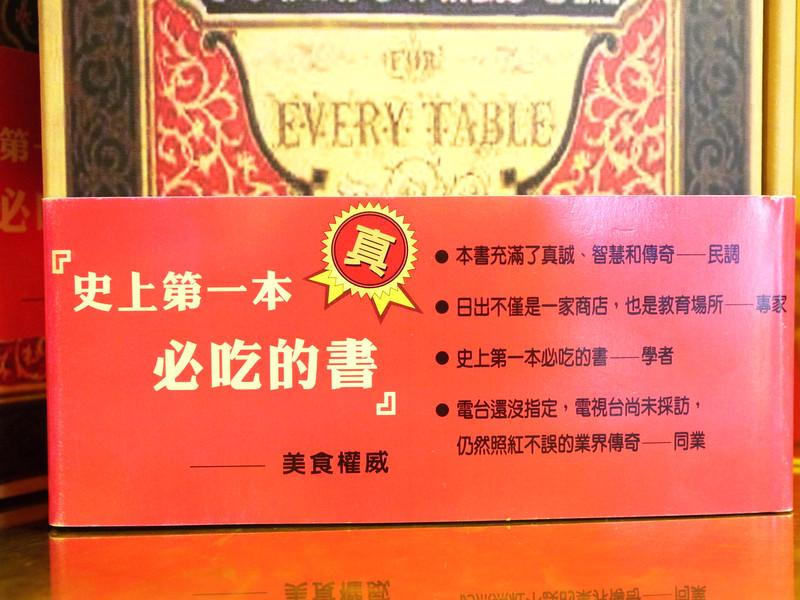 FOR
EVERY TABLE
『史上第一本
必吃的書』
——美食權威
真
●本書充滿了真誠、智慧和傳奇——民調
●日出不僅是一家商店，也是教育場所——專家
●史上第一本必吃的書——學者
●電台還沒指定，電視台尚未採訪，
仍然照紅不誤的業界傳奇——同業
第一
必